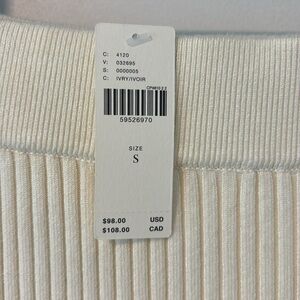 C: 4120
V: 032695
S: 0000005
C: IVRY/IVOIR
59526970
SIZE
S
$98.00 USD
$108.00 CAD